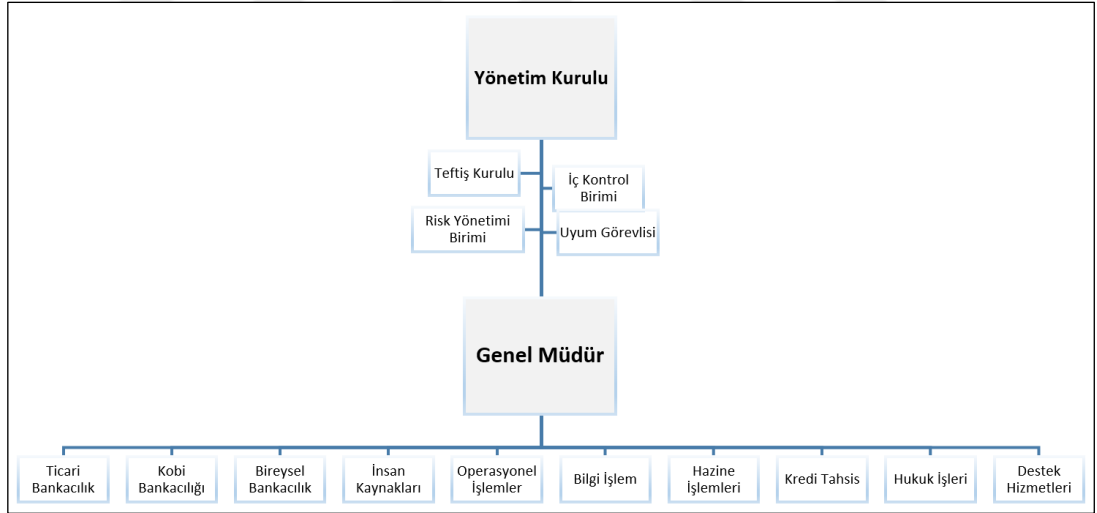 Yönetim Kurulu
Teftiş Kurulu
İç Kontrol
Birimi
Risk Yönetimi
Birimi
Uyum Görevlisi
Genel Müdür
Ticari
Bankacılık
Kobi
Bankacılığı
Bireysel
Bankacılık
İnsan
Kaynakları
Operasyonel
İşlemler
Bilgi İşlem
Hazine
İşlemleri
Kredi Tahsis
Hukuk İşleri
Destek
Hizmetleri